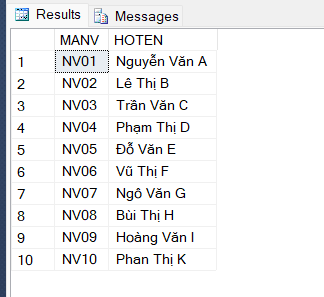 Results Messages
MANV HOTEN
1 NV01 Nguyễn Văn A
2 NV02 Lê Thị B
3 NV03 Trần Văn C
4 NV04 Phạm Thị D
5 NV05 Đỗ Văn E
6 NV06 Vũ Thị F
7 NV07 Ngô Văn G
8 NV08 Bùi Thị H
9 NV09 Hoàng Văn I
10 NV10 Phan Thị K